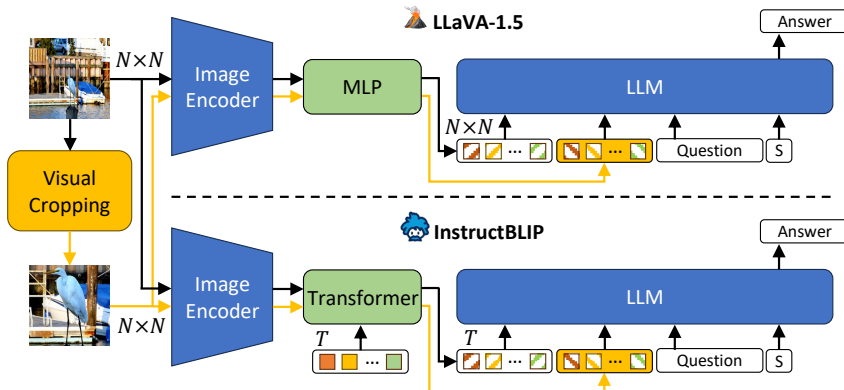 LLaVA-1.5
Answer
N×N
Image
Encoder
MLP
LLM
N×N
...
...
Question
S
Visual
Cropping
InstructBLIP
Answer
N×N
Image
Encoder
Transformer
LLM
T
...
T
...
...
Question
S